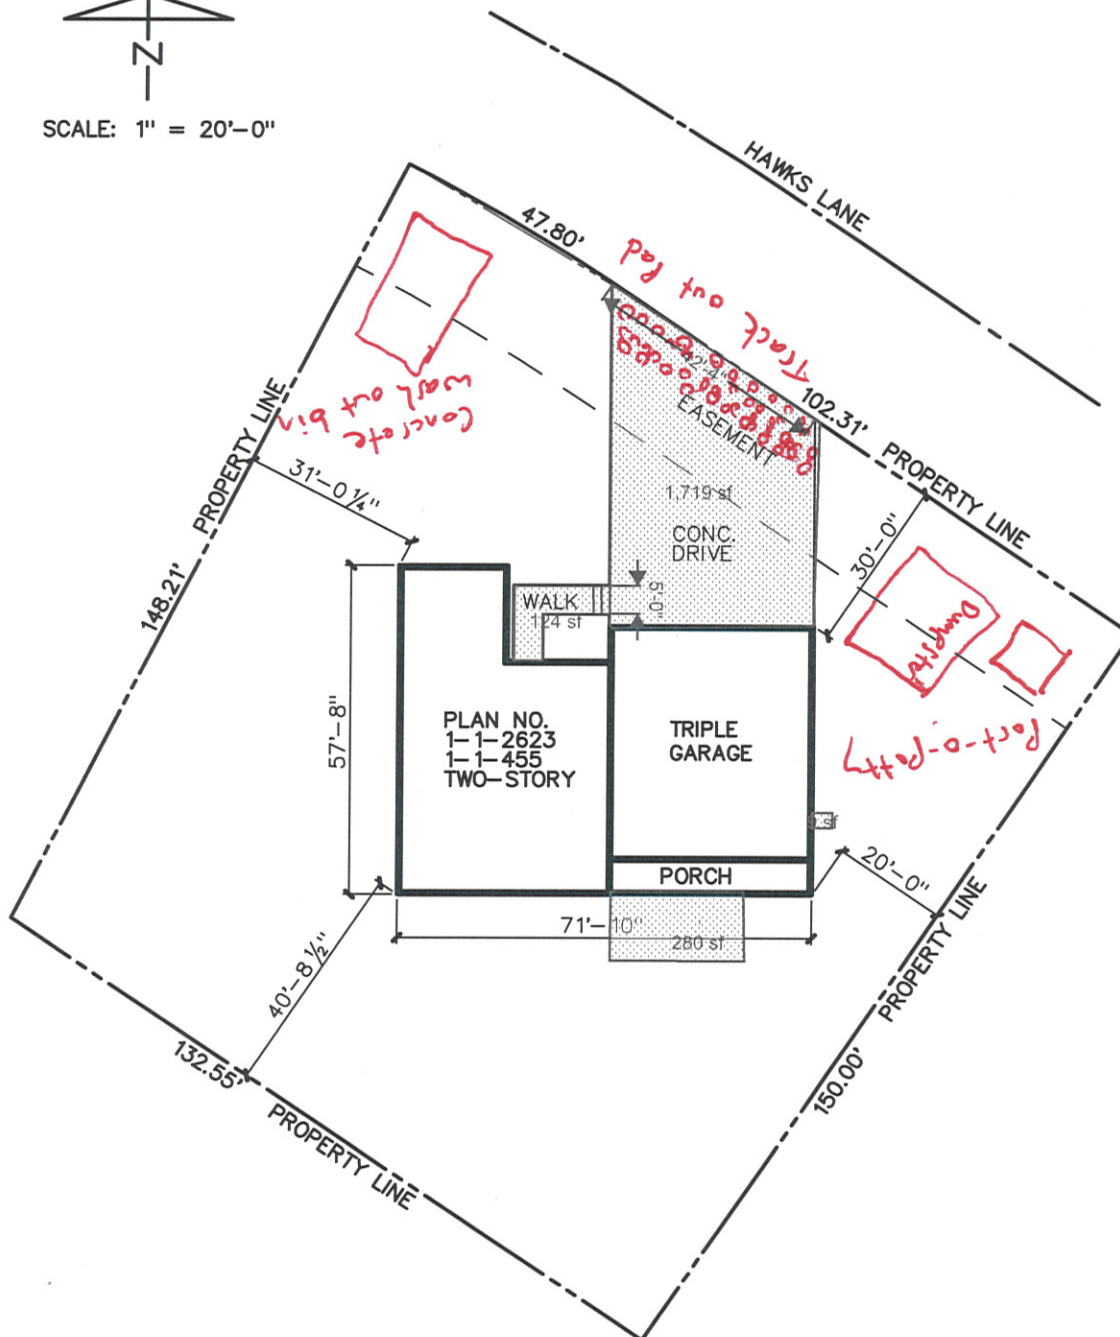 N
SCALE: 1" = 20'-0"
HAWKS LANE
47.80'
Track out Pad
42'4"
102.31'
EASEMENT
PROPERTY LINE
Concrete
wash out bin
PROPERTY LINE
31'-0 ¼"
1,719 sf
CONC.
DRIVE
30'-0"
148.21'
WALK
124 sf
5'-0"
Dumpster
Port-o-Potty
57'-8"
PLAN NO.
1-1-2623
1-1-455
TWO-STORY
TRIPLE
GARAGE
sf
PORCH
20'-0"
71'-10"
280 sf
40'-8 ½"
PROPERTY LINE
132.55'
150.00'
PROPERTY LINE